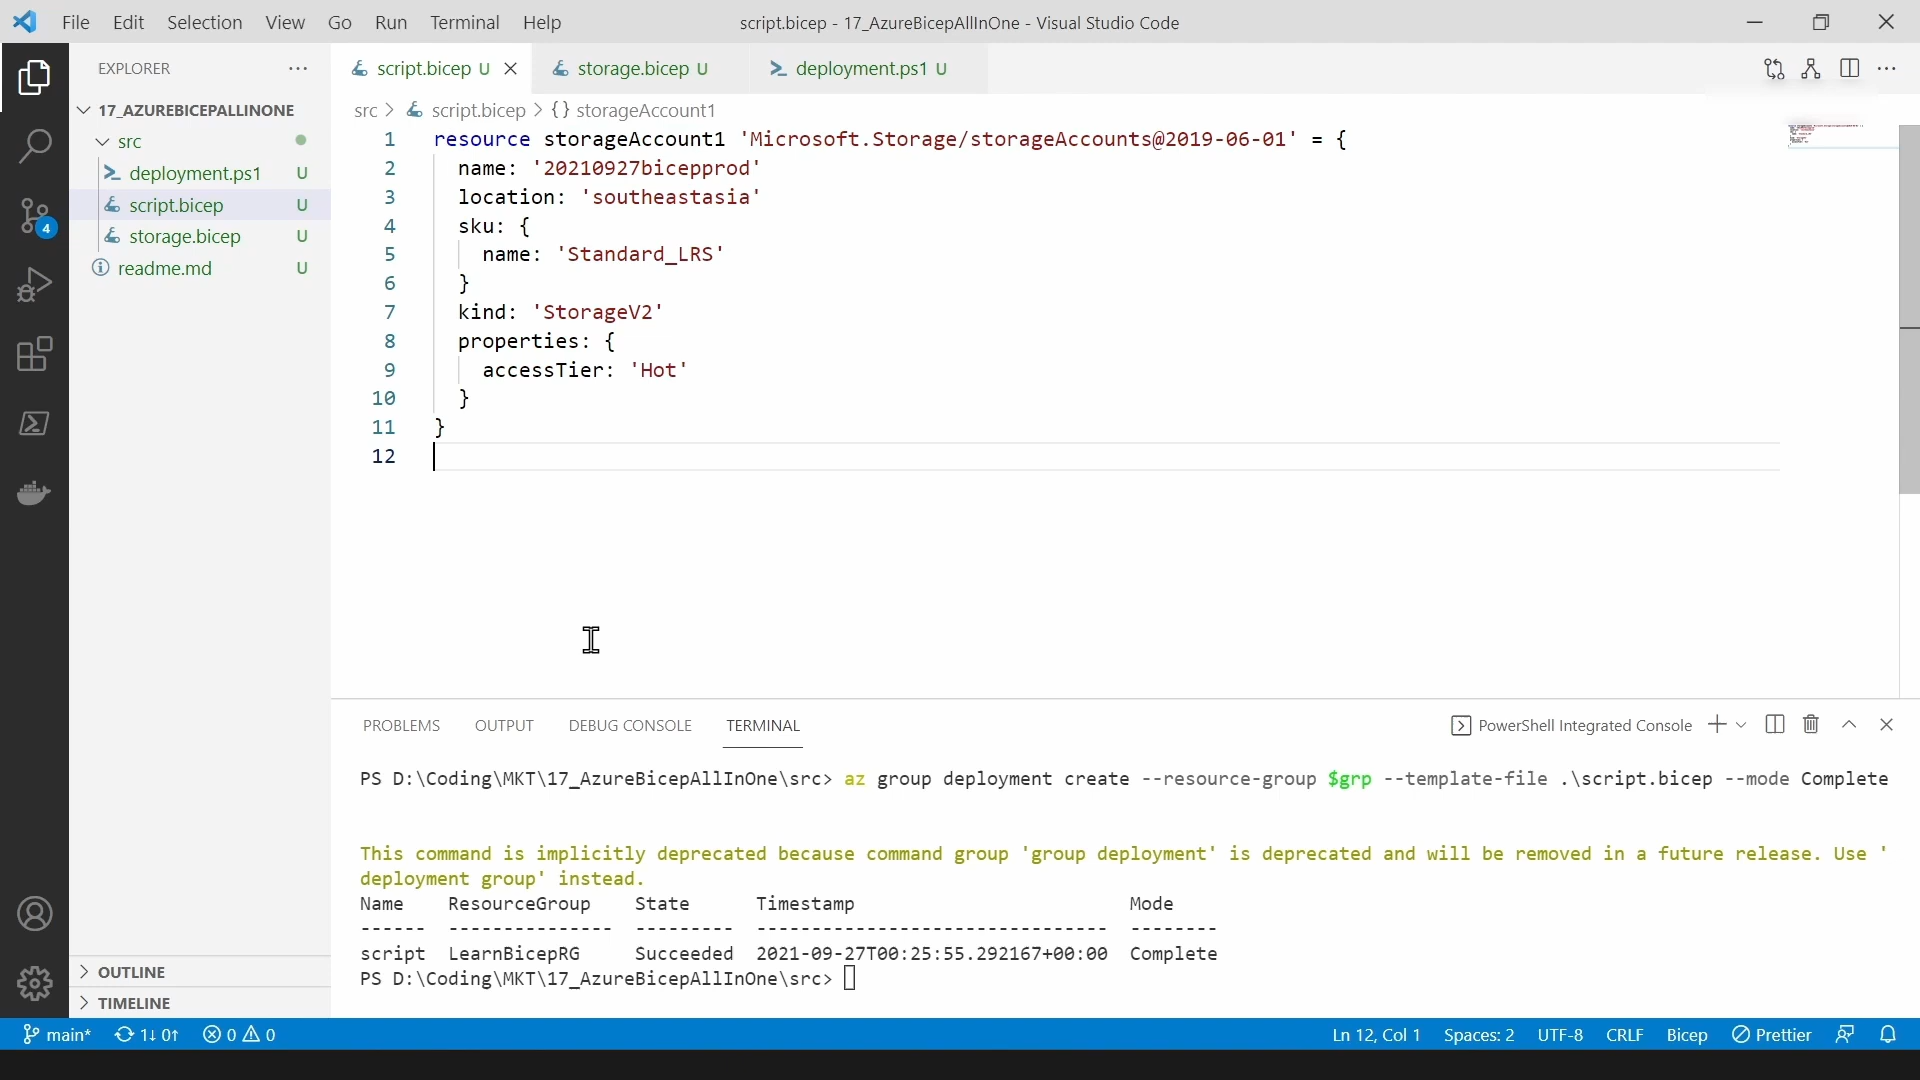 File Edit Selection View Go Run Terminal Help script.bicep - 17_AzureBicepAllInOne - Visual Studio Code
EXPLORER
17_AZUREBICEPALLINONE
src
deployment.ps1 U
script.bicep U
storage.bicep U
readme.md U
4
OUTLINE
TIMELINE
script.bicep U storage.bicep U deployment.ps1 U
src > script.bicep > {} storageAccount1
1 resource storageAccount1 'Microsoft.Storage/storageAccounts@2019-06-01' = {
2 name: '20210927bicepprod'
3 location: 'southeastasia'
4 sku: {
5 name: 'Standard_LRS'
6 }
7 kind: 'StorageV2'
8 properties: {
9 accessTier: 'Hot'
10 }
11 }
12
PROBLEMS OUTPUT DEBUG CONSOLE TERMINAL PowerShell Integrated Console
PS D:\Coding\MKT\17_AzureBicepAllInOne\src> az group deployment create --resource-group $grp --template-file .\script.bicep --mode Complete
This command is implicitly deprecated because command group 'group deployment' is deprecated and will be removed in a future release. Use '
deployment group' instead.
Name ResourceGroup State Timestamp Mode
------ --------------- --------- -------------------------------- --------
script LearnBicepRG Succeeded 2021-09-27T00:25:55.292167+00:00 Complete
PS D:\Coding\MKT\17_AzureBicepAllInOne\src>
main* 1↓ 0↑ 0 0 Ln 12, Col 1 Spaces: 2 UTF-8 CRLF Bicep Prettier